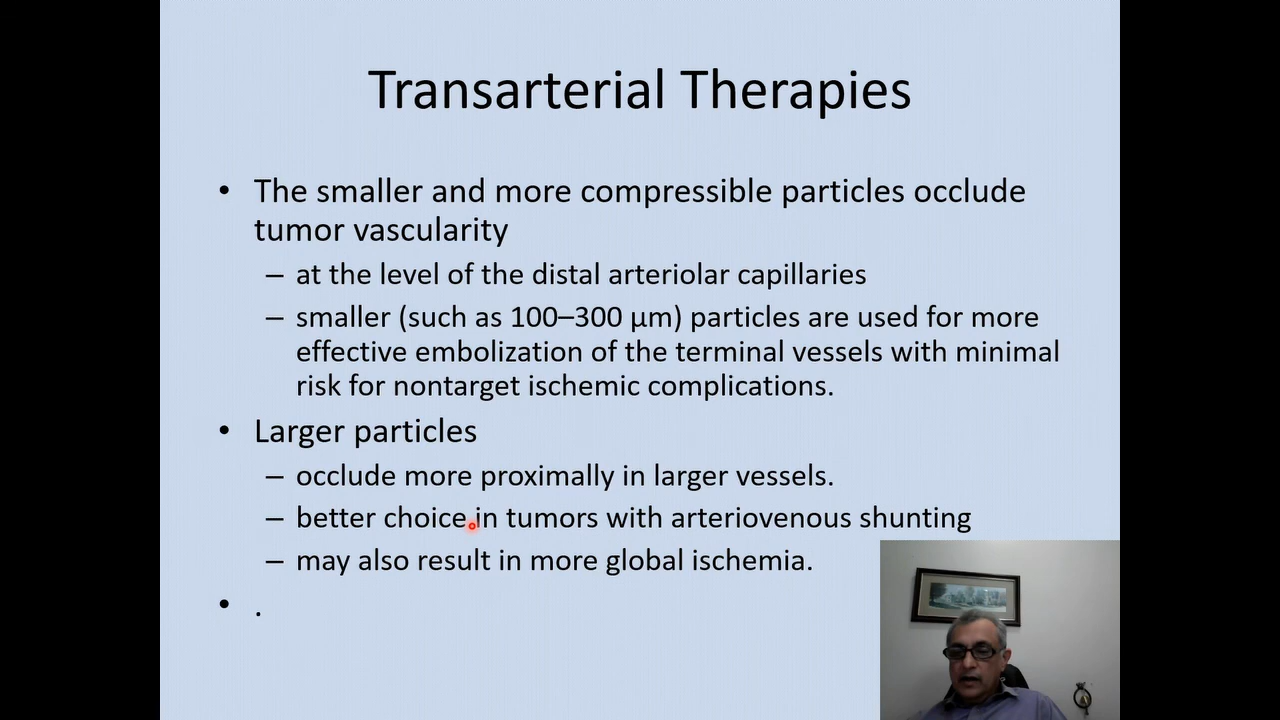 Transarterial Therapies
• The smaller and more compressible particles occlude
tumor vascularity
– at the level of the distal arteriolar capillaries
– smaller (such as 100–300 µm) particles are used for more
effective embolization of the terminal vessels with minimal
risk for nontarget ischemic complications.
• Larger particles
– occlude more proximally in larger vessels.
– better choice in tumors with arteriovenous shunting
– may also result in more global ischemia.
• .